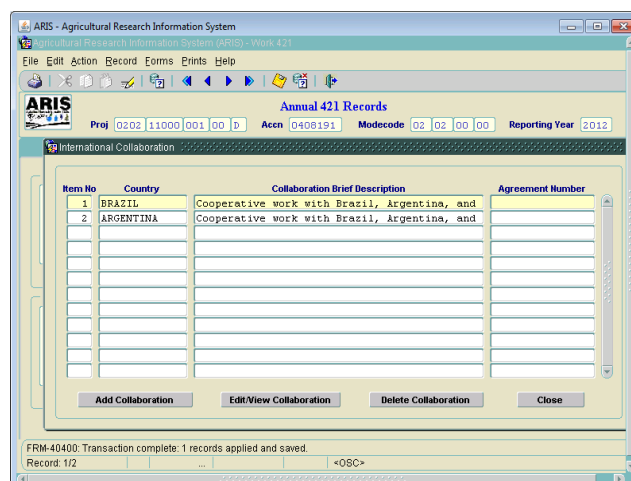 ARIS - Agricultural Research Information System
Agricultural Research Information System (ARIS) - Work 421
File Edit Action Record Forms Prints Help
ARIS
Annual 421 Records
Proj 0202 11000 001 00 D Accn 0408191 Modecode 02 02 00 00 Reporting Year 2012
International Collaboration
Item No Country Collaboration Brief Description Agreement Number
1 BRAZIL Cooperative work with Brazil, Argentina, and
2 ARGENTINA Cooperative work with Brazil, Argentina, and
Add Collaboration Edit/View Collaboration Delete Collaboration Close
FRM-40400: Transaction complete: 1 records applied and saved.
Record: 1/2 ... <OSC>